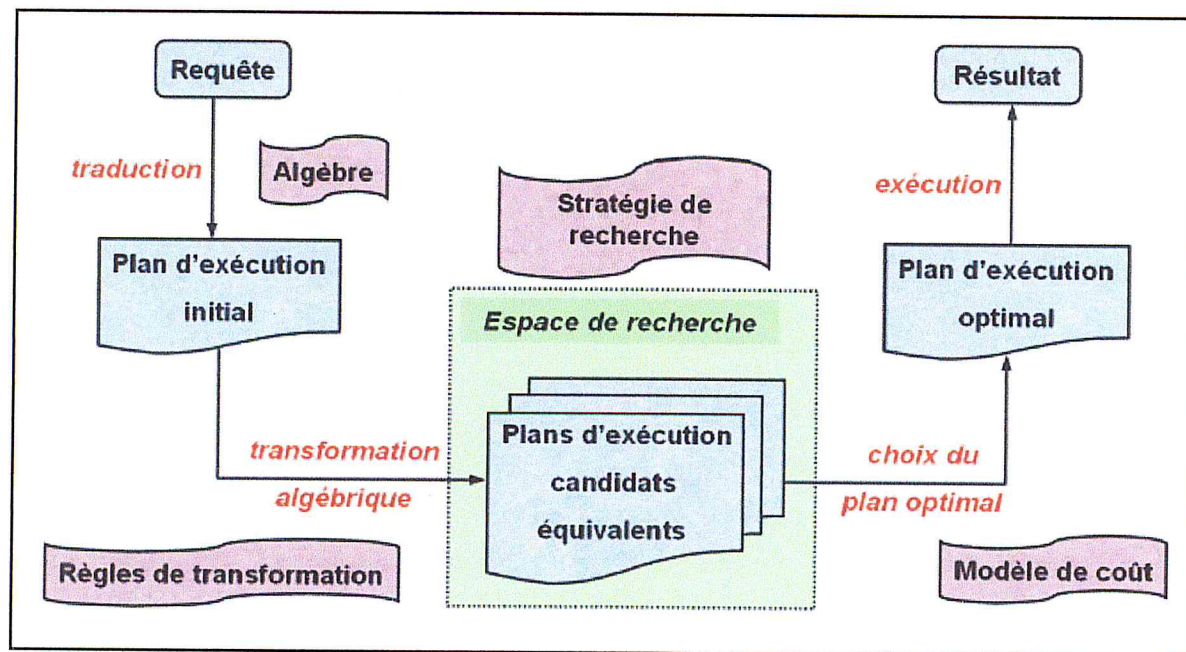 Requête
Résultat
traduction
Algèbre
Stratégie de
recherche
exécution
Plan d'exécution
initial
Plan d'exécution
optimal
Espace de recherche
Plans d'exécution
candidats
équivalents
transformation
algébrique
choix du
plan optimal
Règles de transformation
Modèle de coût